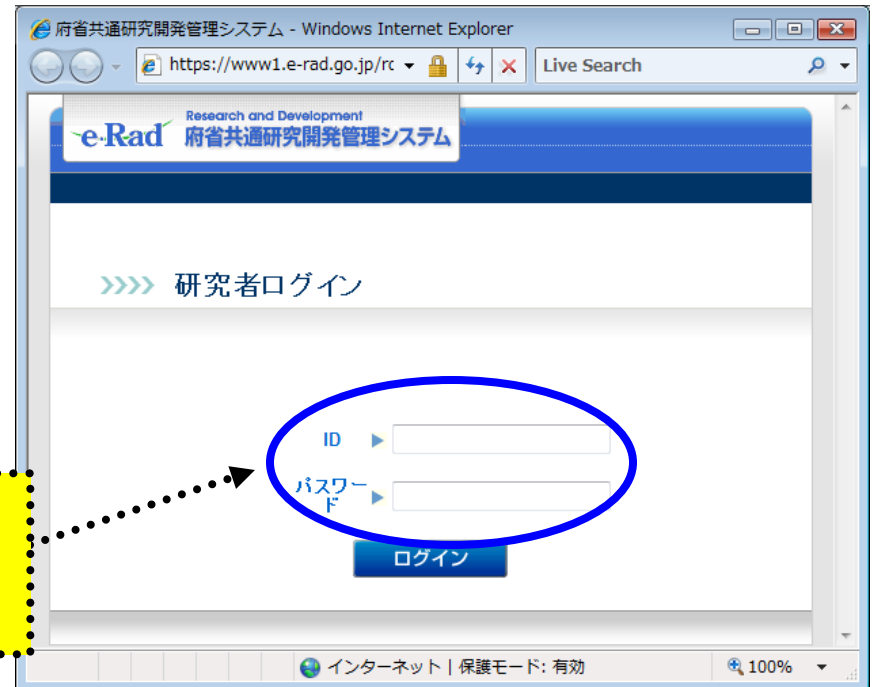 府省共通研究開発管理システム - Windows Internet Explorer
https://www1.e-rad.go.jp/rc
Live Search
e-Rad
Research and Development
府省共通研究開発管理システム
>>>> 研究者ログイン
ID
パスワー
ド
ログイン
インターネット | 保護モード: 有効
100%